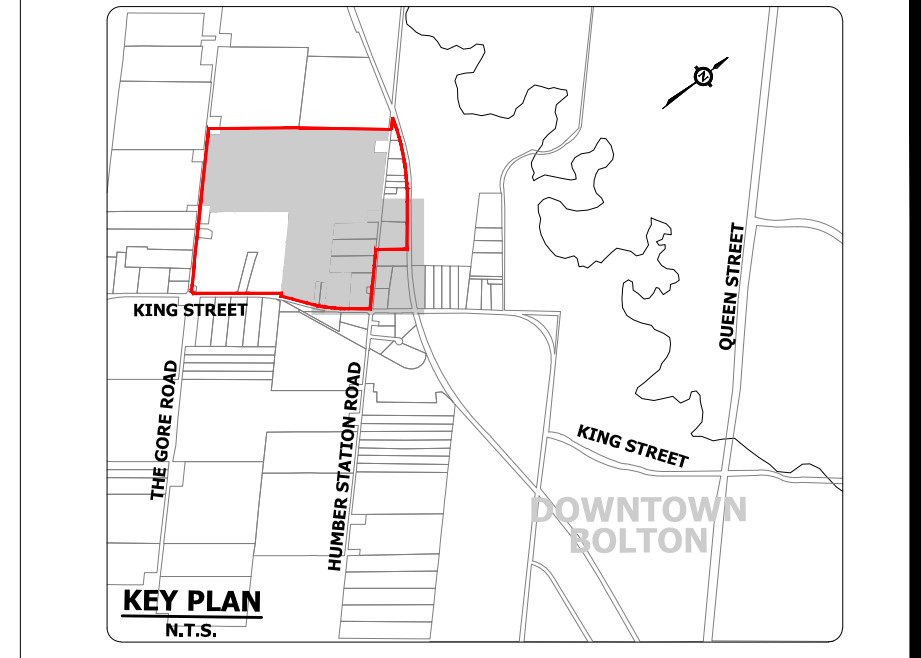 N
QUEEN STREET
KING STREET
THE GORE ROAD
HUMBER STATION ROAD
KING STREET
DOWNTOWN
BOLTON
KEY PLAN
N.T.S.